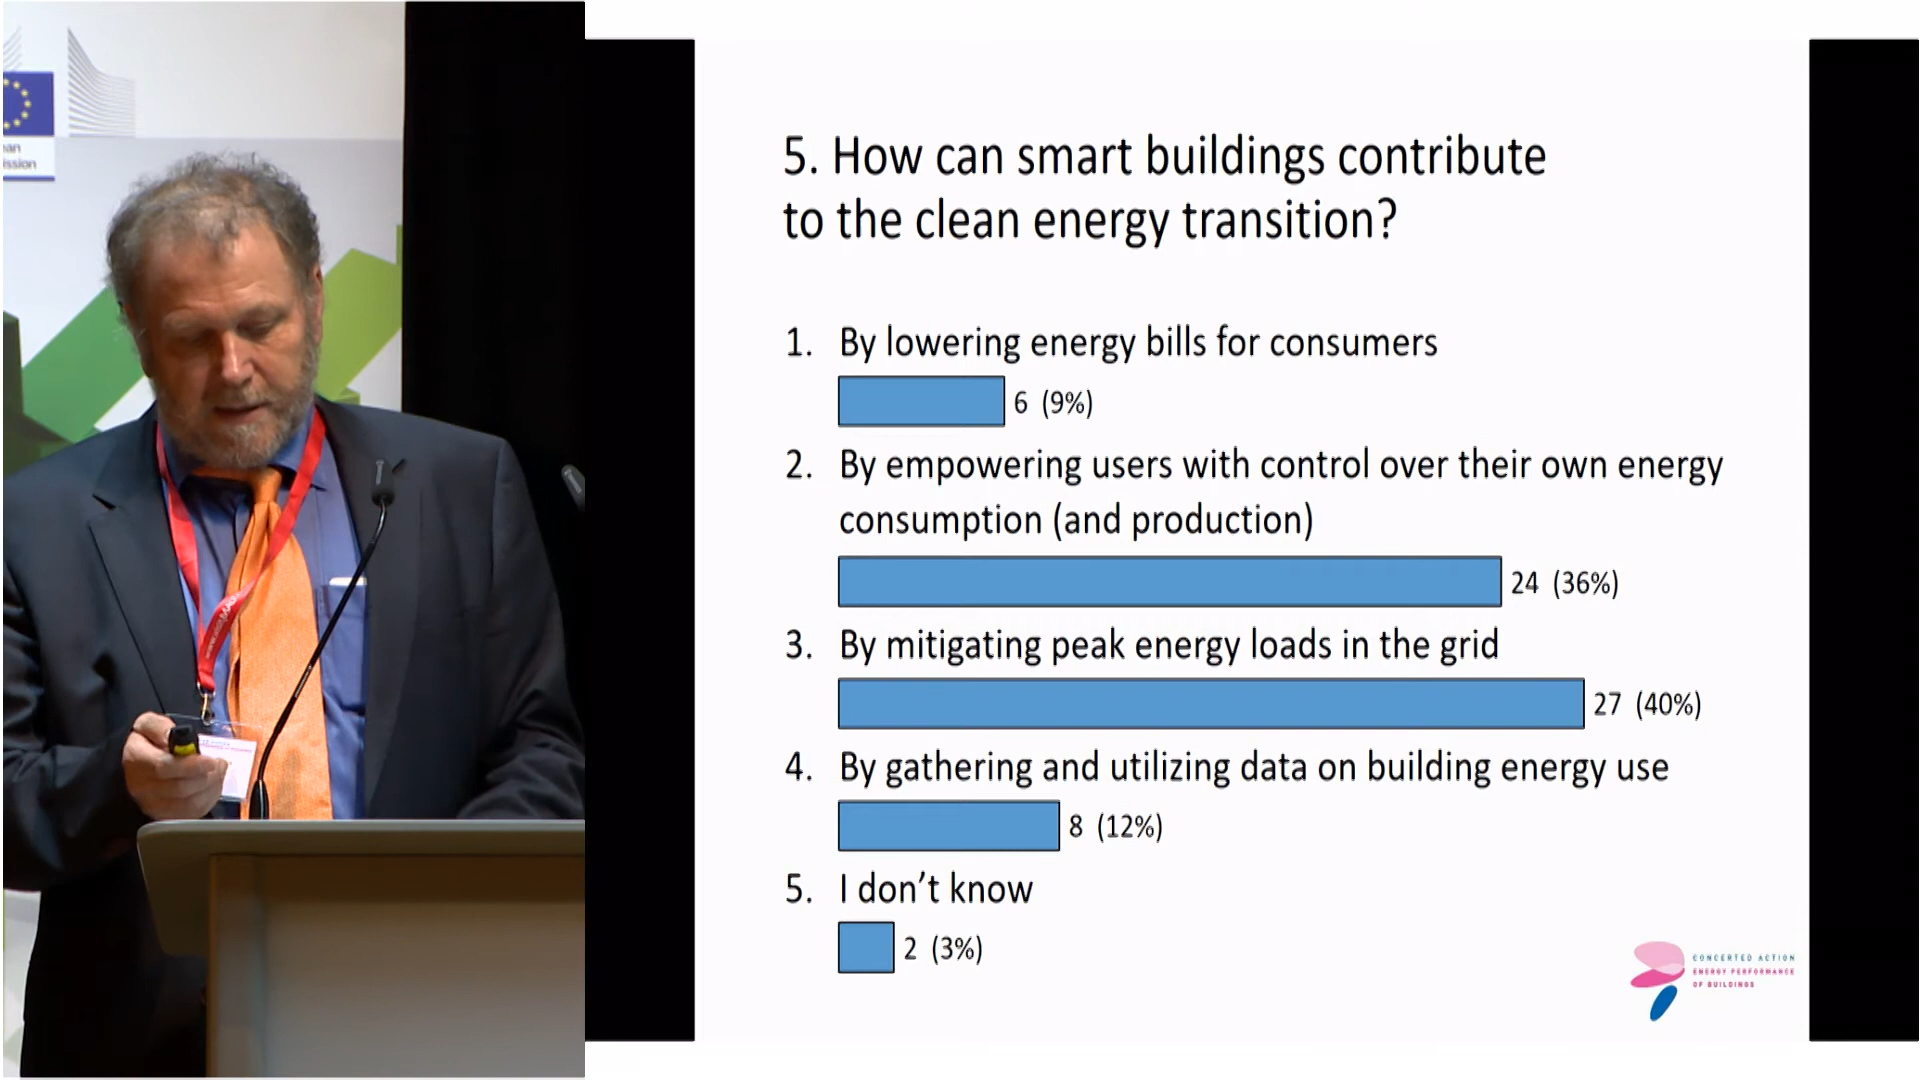 ean
ission
5. How can smart buildings contribute
to the clean energy transition?
1. By lowering energy bills for consumers
6 (9%)
2. By empowering users with control over their own energy
consumption (and production)
24 (36%)
3. By mitigating peak energy loads in the grid
27 (40%)
4. By gathering and utilizing data on building energy use
8 (12%)
5. I don't know
2 (3%)
CONCERTED ACTION
ENERGY PERFORMANCE
OF BUILDINGS